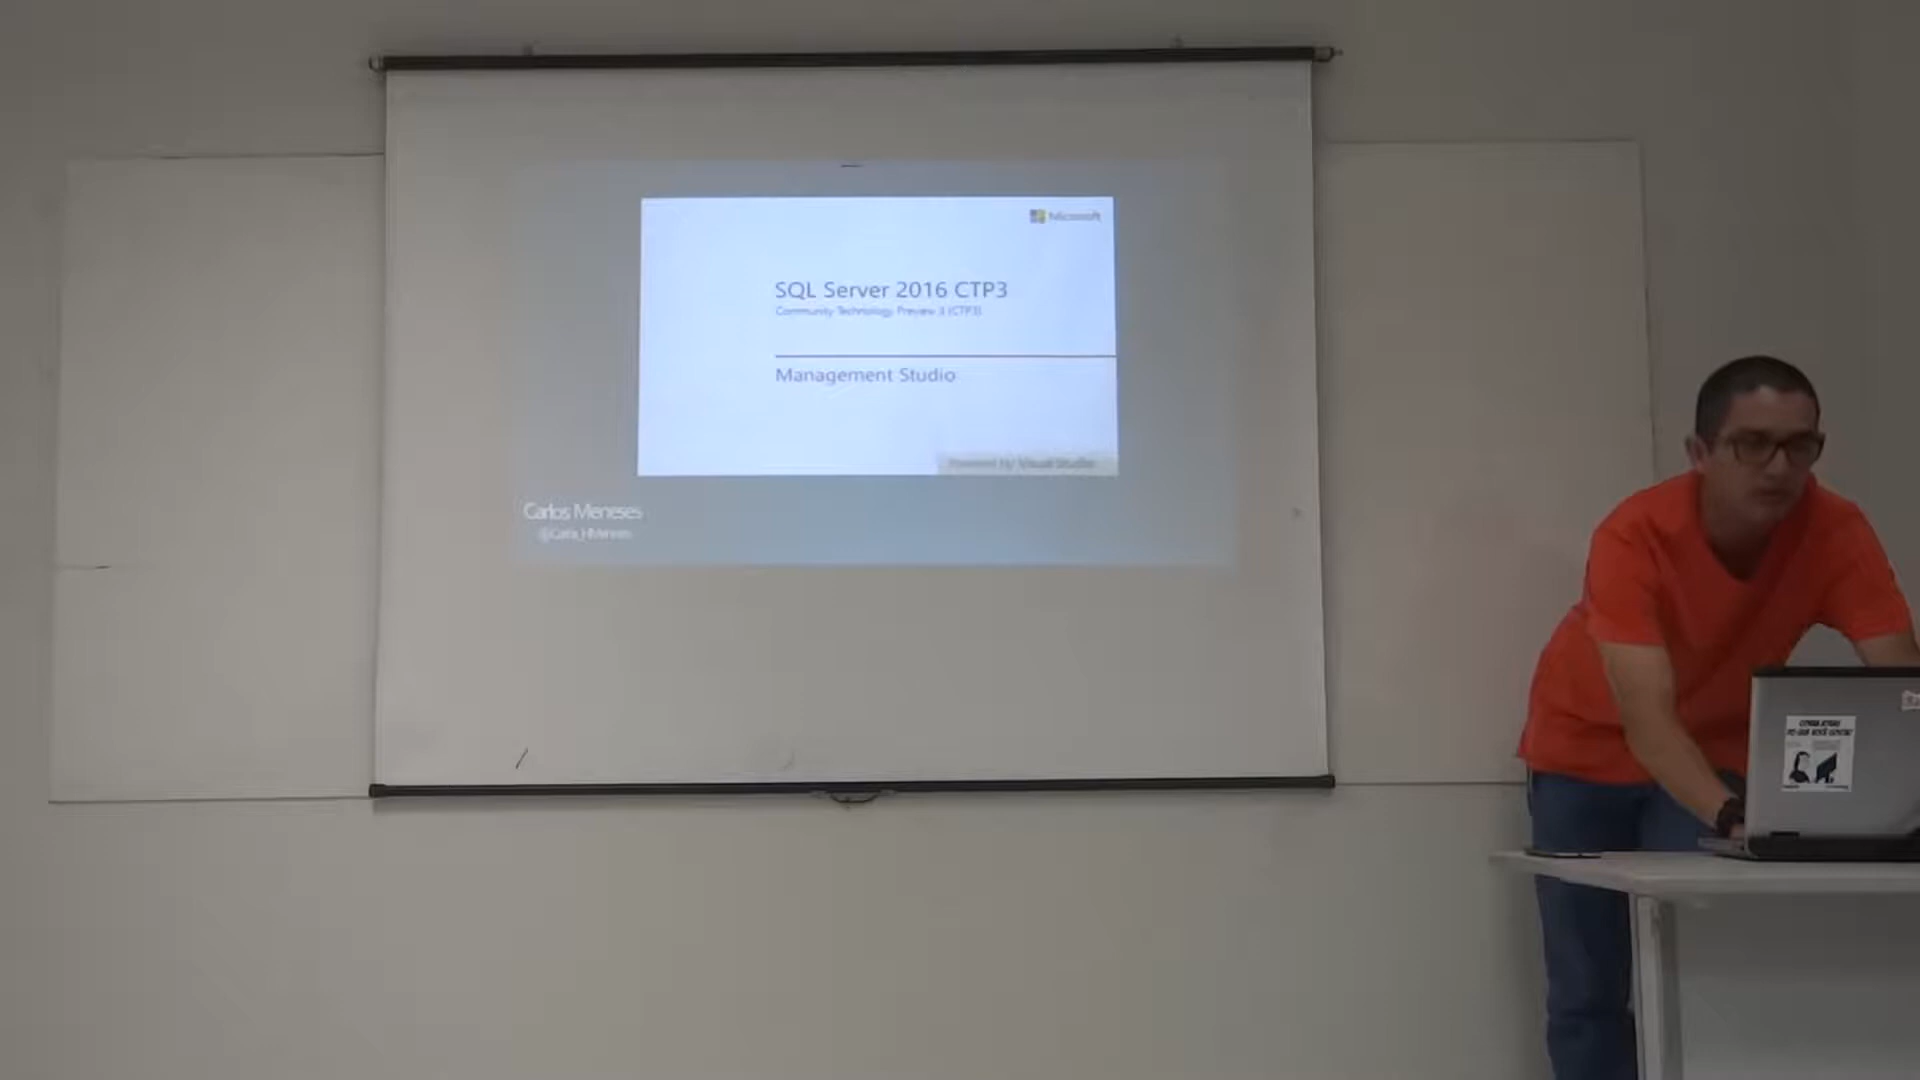 Microsoft
SQL Server 2016 CTP3
Community Technology Preview 3 (CTP3)
Management Studio
Powered by Visual Studio
Carlos Meneses